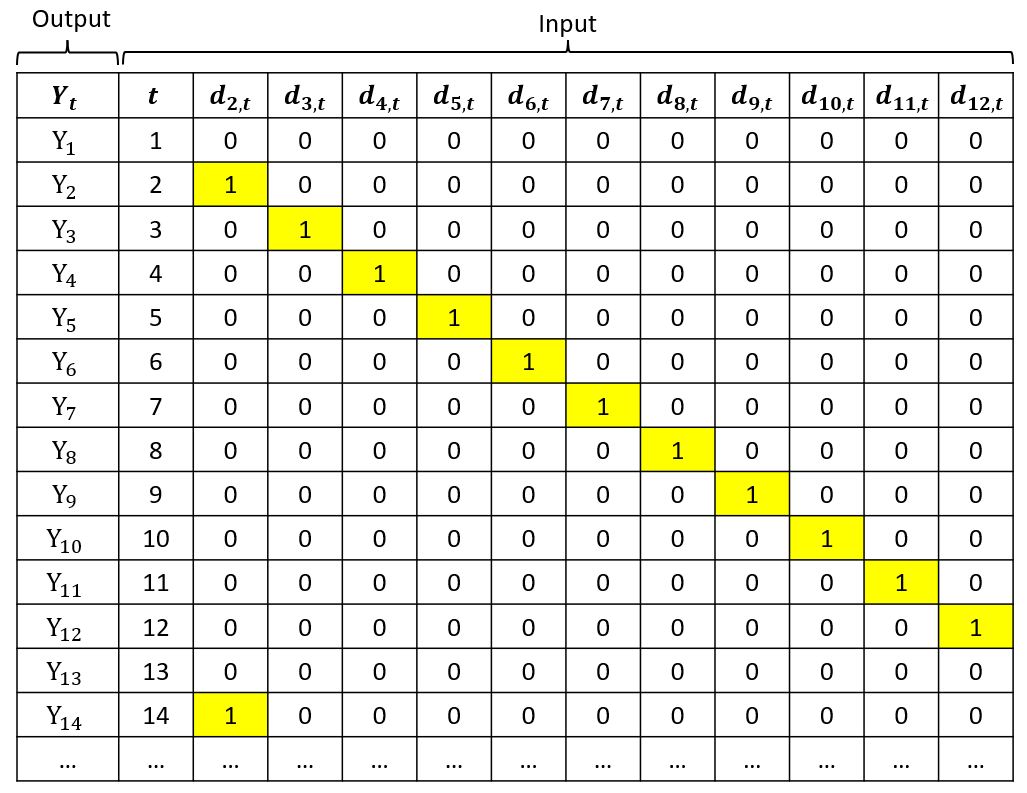 Output Input
Y_t t d_{2,t} d_{3,t} d_{4,t} d_{5,t} d_{6,t} d_{7,t} d_{8,t} d_{9,t} d_{10,t} d_{11,t} d_{12,t}
Y_1 1 0 0 0 0 0 0 0 0 0 0 0
Y_2 2 1 0 0 0 0 0 0 0 0 0 0
Y_3 3 0 1 0 0 0 0 0 0 0 0 0
Y_4 4 0 0 1 0 0 0 0 0 0 0 0
Y_5 5 0 0 0 1 0 0 0 0 0 0 0
Y_6 6 0 0 0 0 1 0 0 0 0 0 0
Y_7 7 0 0 0 0 0 1 0 0 0 0 0
Y_8 8 0 0 0 0 0 0 1 0 0 0 0
Y_9 9 0 0 0 0 0 0 0 1 0 0 0
Y_10 10 0 0 0 0 0 0 0 0 1 0 0
Y_11 11 0 0 0 0 0 0 0 0 0 1 0
Y_12 12 0 0 0 0 0 0 0 0 0 0 1
Y_13 13 0 0 0 0 0 0 0 0 0 0 0
Y_14 14 1 0 0 0 0 0 0 0 0 0 0
... ... ... ... ... ... ... ... ... ... ... ... ...